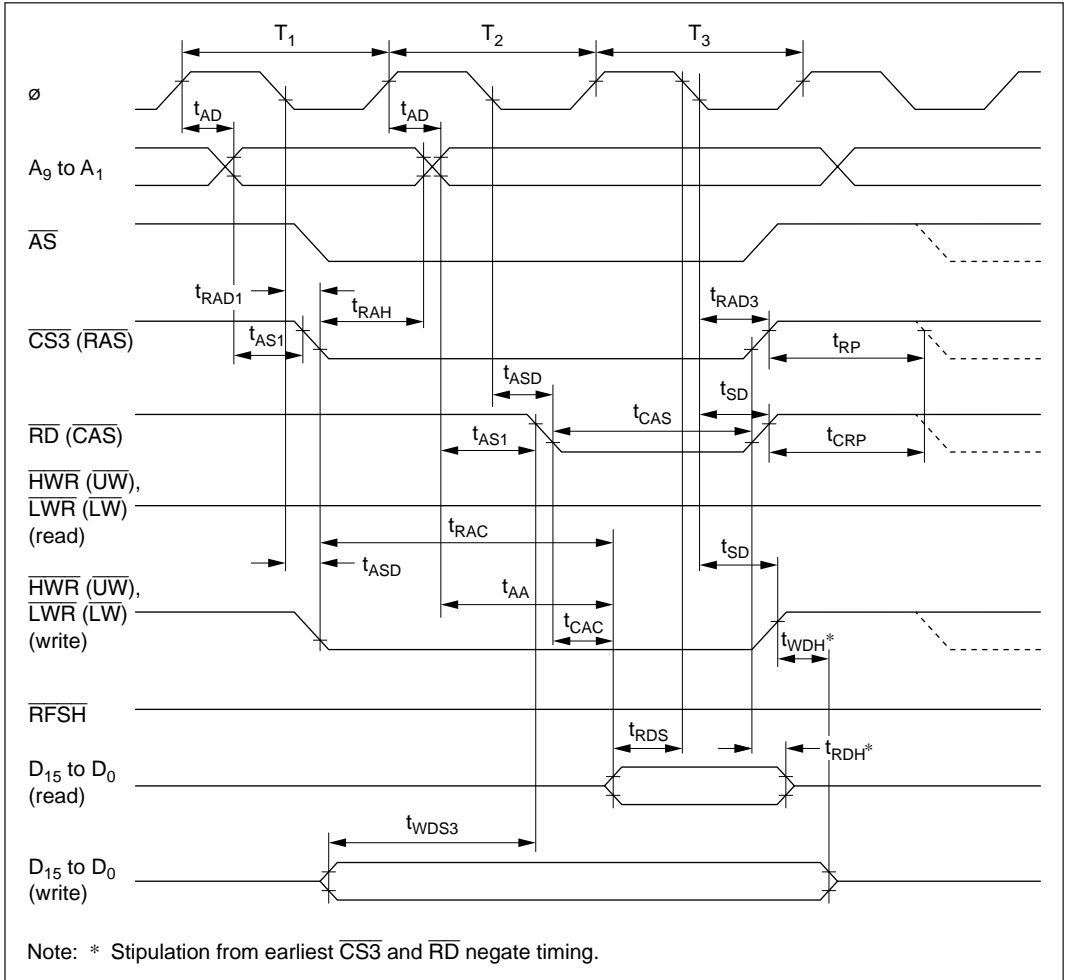 T1 T2 T3
ø
tAD tAD
A9 to A1
AS
tRAD1 tRAH tRAD3
CS3 (RAS)
tAS1 tRP
tASD tSD
RD (CAS)
tCAS
tAS1 tCRP
HWR (UW),
LWR (LW)
(read)
tRAC
tASD tSD
HWR (UW),
LWR (LW)
(write)
tAA
tCAC
tWDH*
RFSH
tRDS tRDH*
D15 to D0
(read)
tWDS3
D15 to D0
(write)
Note: * Stipulation from earliest CS3 and RD negate timing.